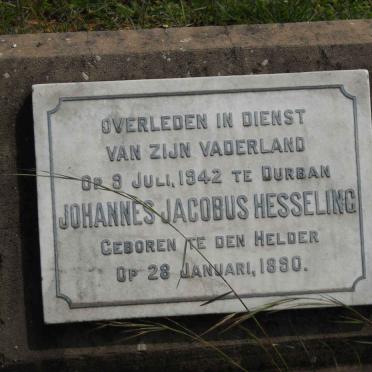 OVERLEDEN IN DIENST
VAN ZIJN VADERLAND
OP 9 JULI, 1942 TE DURBAN
JOHANNES JACOBUS HESSELING
GEBOREN TE DEN HELDER
OP 28 JANUARI, 1890.